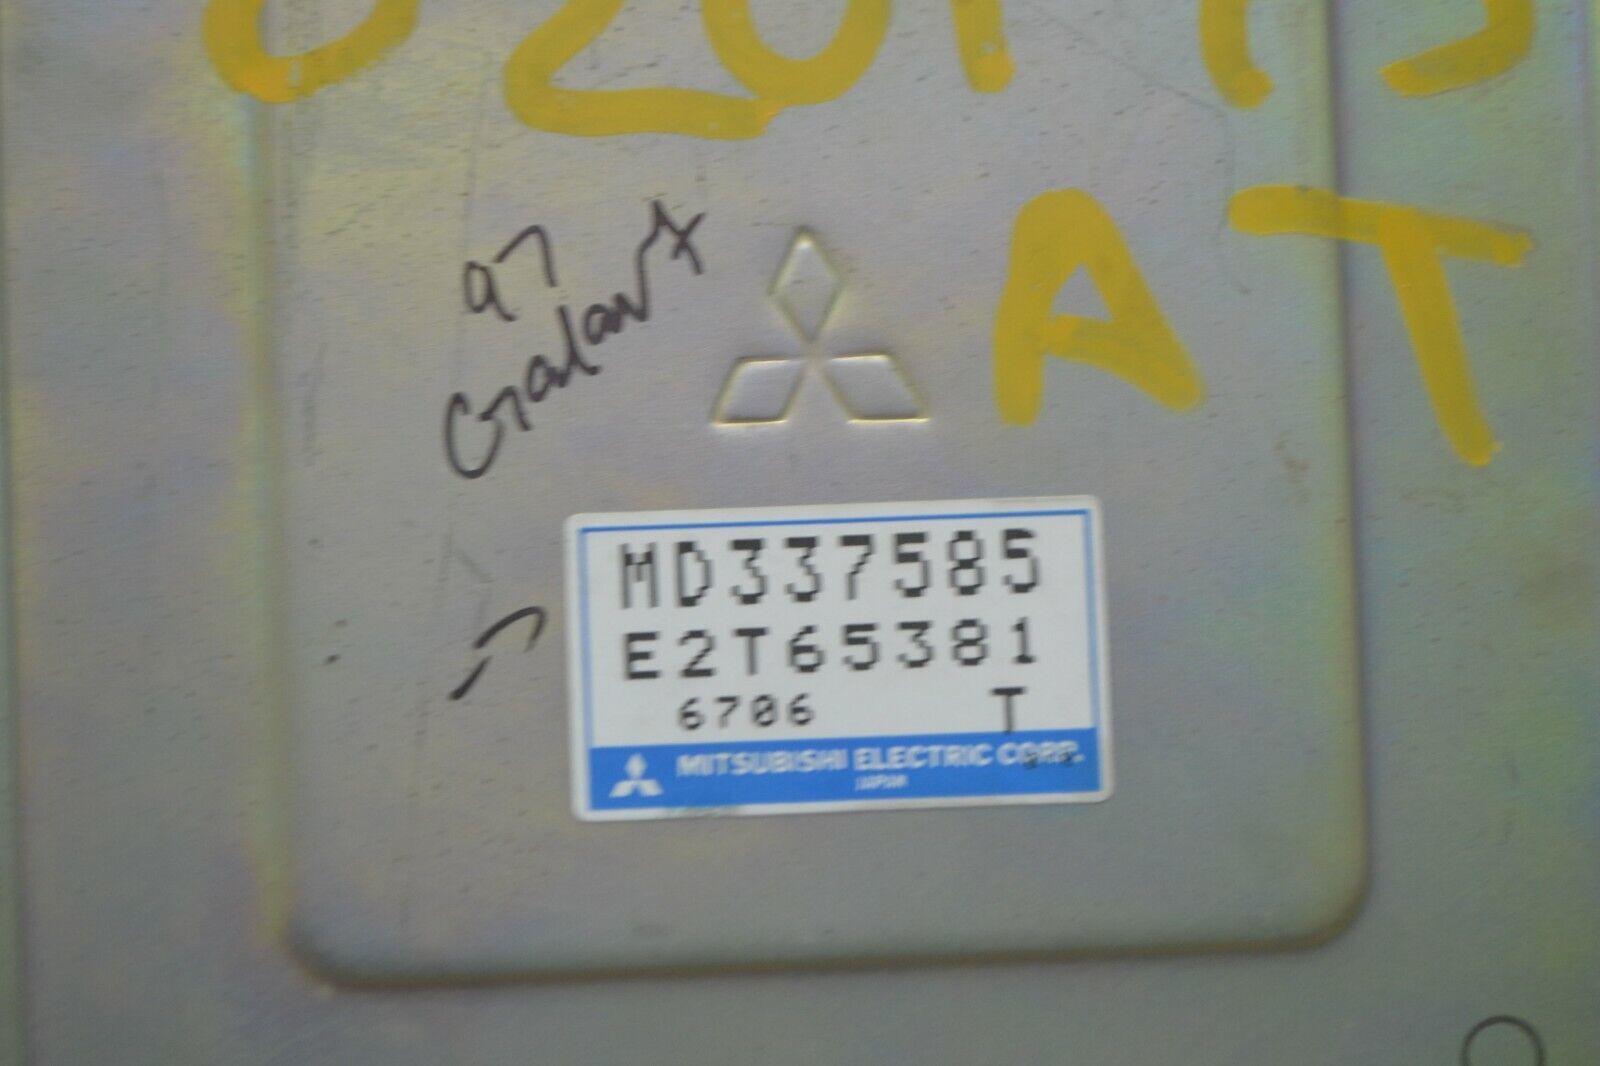 AT
97
Galant
MD337585
E2T65381
6706 T
MITSUBISHI ELECTRIC CORP.
JAPAN